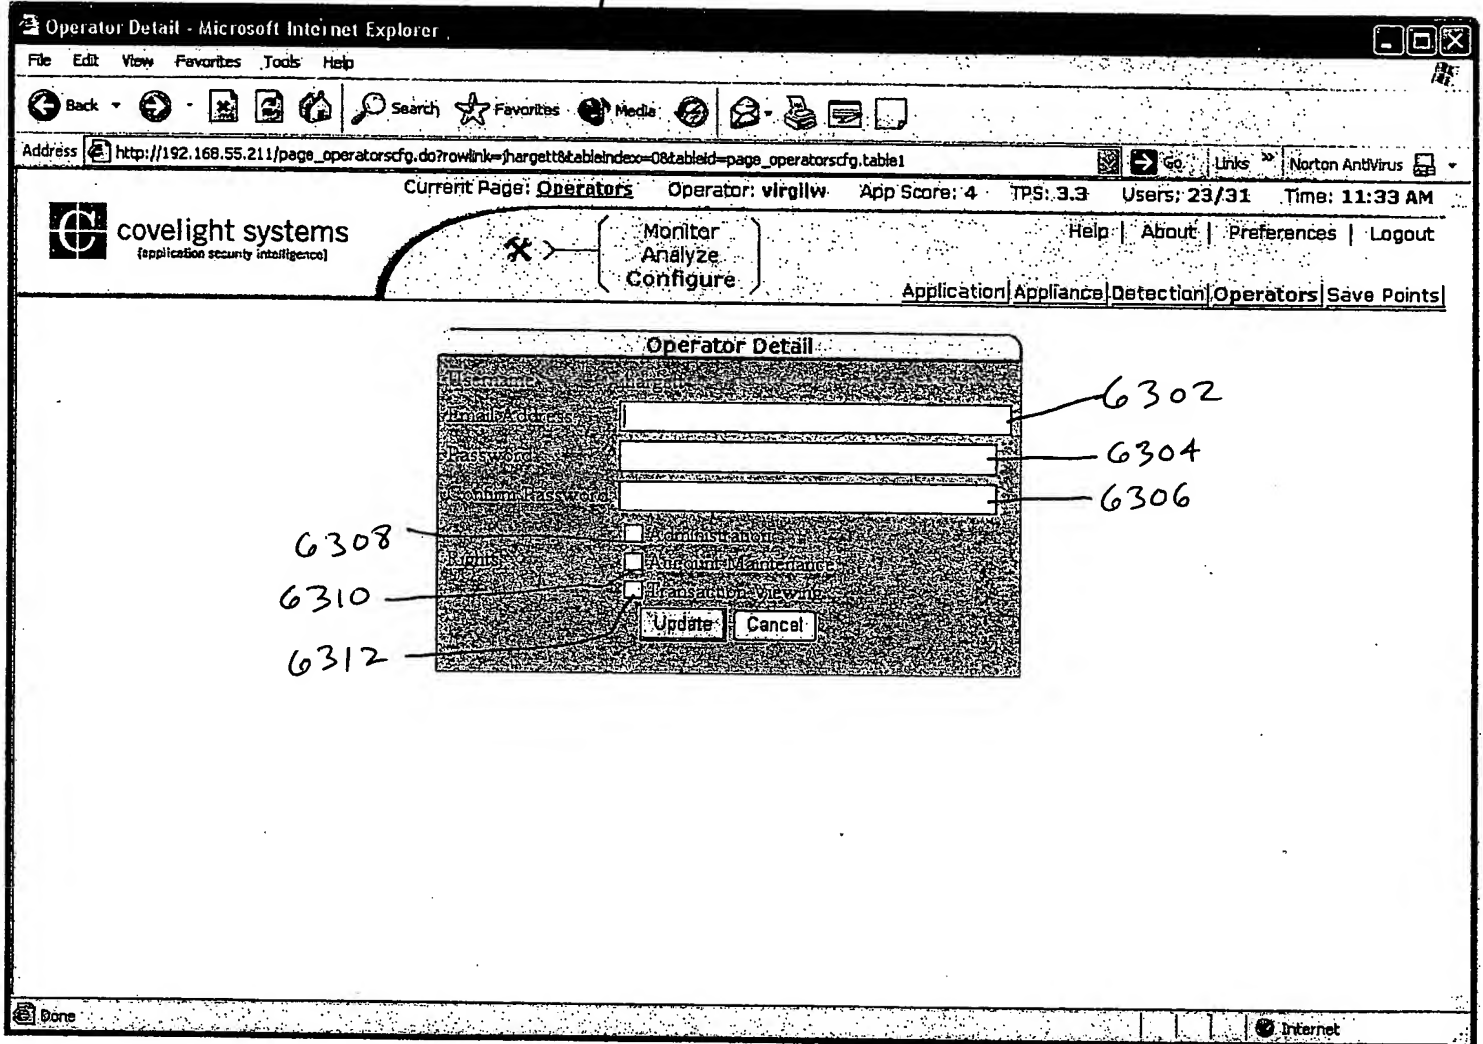 Operator Detail - Microsoft Internet Explorer
File Edit View Favorites Tools Help
Back Search Favorites Media
Address http://192.168.55.211/page_operatorscfg.do?rowlink=jhargett&tableindex=0&tableid=page_operatorscfg.table1 Go Links » Norton AntiVirus
Current Page: Operators Operator: virgilw App Score: 4 TPS: 3.3 Users: 23/31 Time: 11:33 AM
covelight systems
[application security intelligence]
Monitor
Analyze
Configure
Help | About | Preferences | Logout
Application | Appliance | Detection | Operators | Save Points |
Operator Detail
Username jhargett
Email Address 6302
Password 6304
Confirm Password 6306
6308 Administration
Rights Account Maintenance
6310 Transaction Viewing
Update Cancel
6312
Done Internet